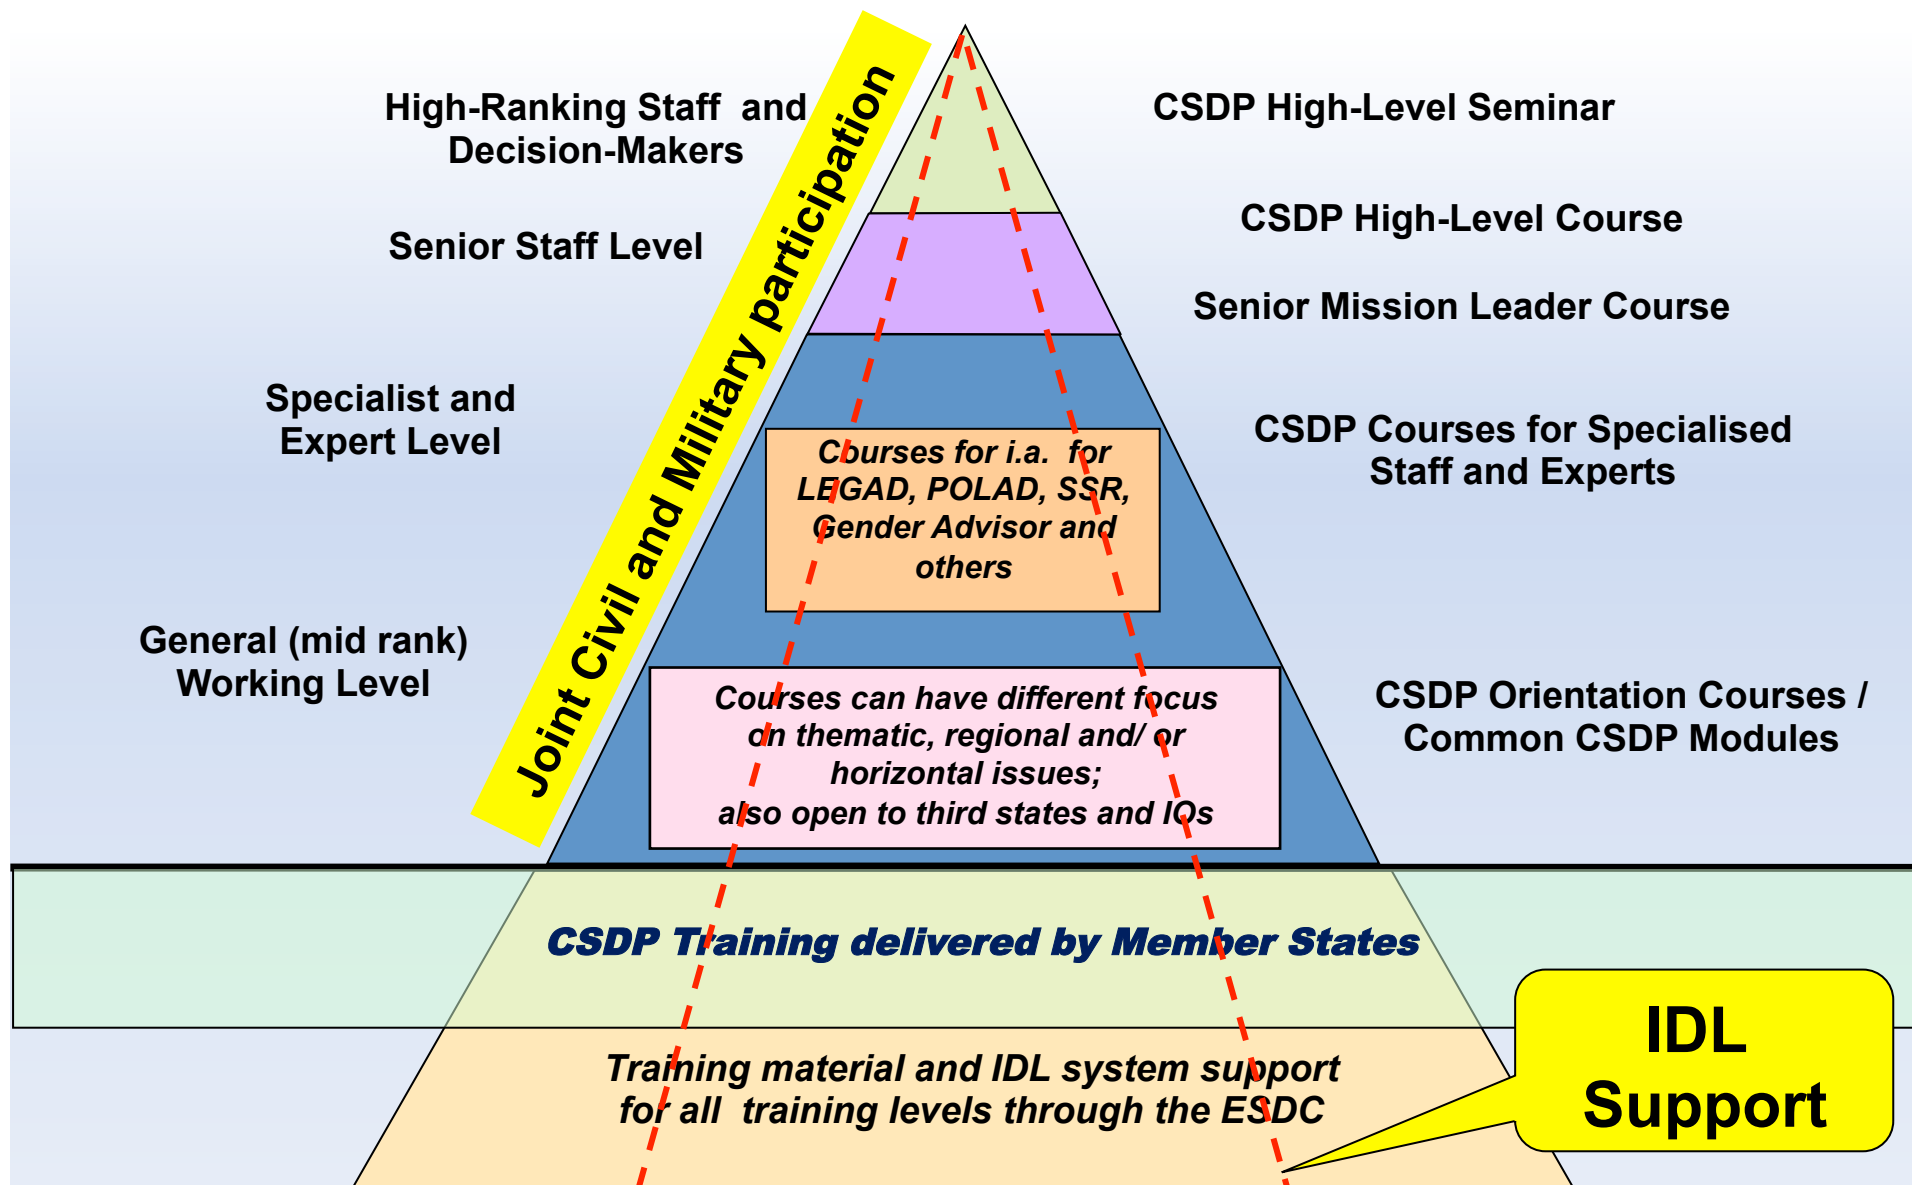 High-Ranking Staff and
Decision-Makers
CSDP High-Level Seminar
Joint Civil and Military participation
Senior Staff Level
CSDP High-Level Course
Senior Mission Leader Course
Specialist and
Expert Level
CSDP Courses for Specialised
Staff and Experts
Courses for i.a. for
LEGAD, POLAD, SSR,
Gender Advisor and
others
General (mid rank)
Working Level
Courses can have different focus
on thematic, regional and/ or
horizontal issues;
also open to third states and IOs
CSDP Orientation Courses /
Common CSDP Modules
CSDP Training delivered by Member States
Training material and IDL system support
for all training levels through the ESDC
IDL
Support